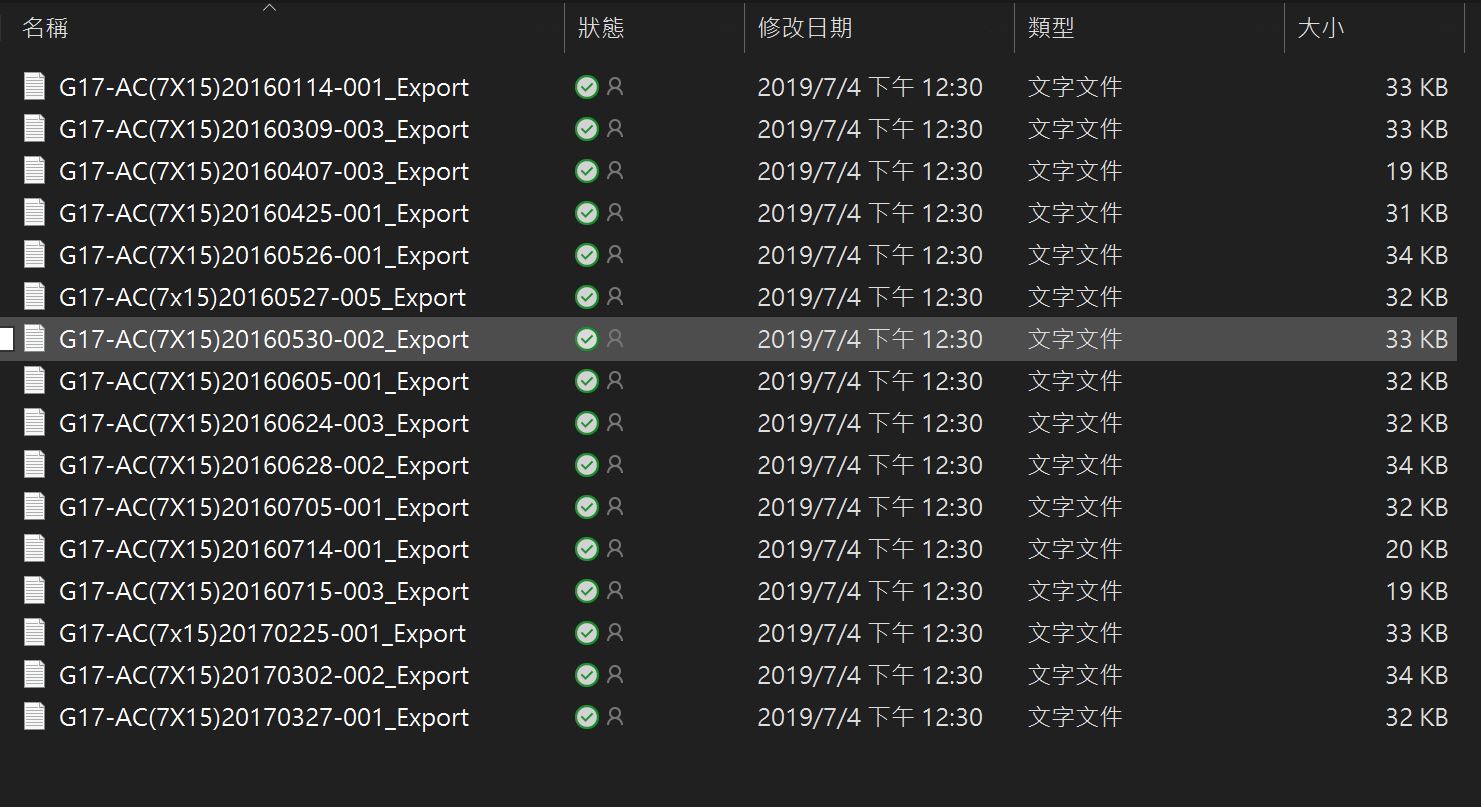 名稱 狀態 修改日期 類型 大小
G17-AC(7X15)20160114-001_Export 2019/7/4 下午 12:30 文字文件 33 KB
G17-AC(7X15)20160309-003_Export 2019/7/4 下午 12:30 文字文件 33 KB
G17-AC(7X15)20160407-003_Export 2019/7/4 下午 12:30 文字文件 19 KB
G17-AC(7X15)20160425-001_Export 2019/7/4 下午 12:30 文字文件 31 KB
G17-AC(7X15)20160526-001_Export 2019/7/4 下午 12:30 文字文件 34 KB
G17-AC(7x15)20160527-005_Export 2019/7/4 下午 12:30 文字文件 32 KB
G17-AC(7X15)20160530-002_Export 2019/7/4 下午 12:30 文字文件 33 KB
G17-AC(7X15)20160605-001_Export 2019/7/4 下午 12:30 文字文件 32 KB
G17-AC(7X15)20160624-003_Export 2019/7/4 下午 12:30 文字文件 32 KB
G17-AC(7X15)20160628-002_Export 2019/7/4 下午 12:30 文字文件 34 KB
G17-AC(7X15)20160705-001_Export 2019/7/4 下午 12:30 文字文件 32 KB
G17-AC(7X15)20160714-001_Export 2019/7/4 下午 12:30 文字文件 20 KB
G17-AC(7X15)20160715-003_Export 2019/7/4 下午 12:30 文字文件 19 KB
G17-AC(7x15)20170225-001_Export 2019/7/4 下午 12:30 文字文件 33 KB
G17-AC(7X15)20170302-002_Export 2019/7/4 下午 12:30 文字文件 34 KB
G17-AC(7X15)20170327-001_Export 2019/7/4 下午 12:30 文字文件 32 KB